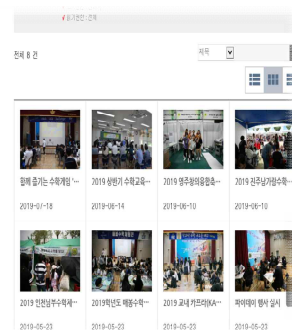 전체 8 건
제목
함께 즐기는 수학게임 '…
2019 상반기 수학교육…
2019 영주창의융합축…
2019 진주남가람수학…
2019-07-18
2019-06-14
2019-06-10
2019-06-10
2019 인천남부수학체…
2019학년도 매봉수학…
2019 교내 카프라(KA…
파이데이 행사 실시
2019-05-23
2019-05-23
2019-05-23
2019-05-23